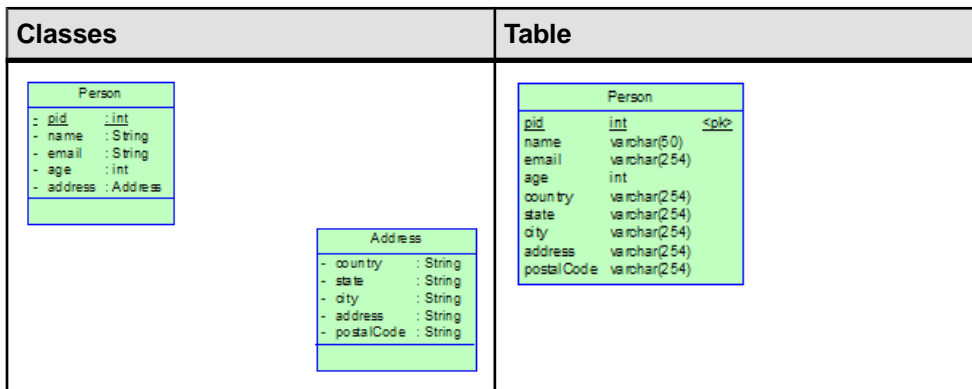 Classes
Table
Person
- pid : int
- name : String
- email : String
- age : int
- address : Address
Address
- country : String
- state : String
- city : String
- address : String
- postalCode : String
Person
pid int <pk>
name varchar(50)
email varchar(254)
age int
country varchar(254)
state varchar(254)
city varchar(254)
address varchar(254)
postalCode varchar(254)